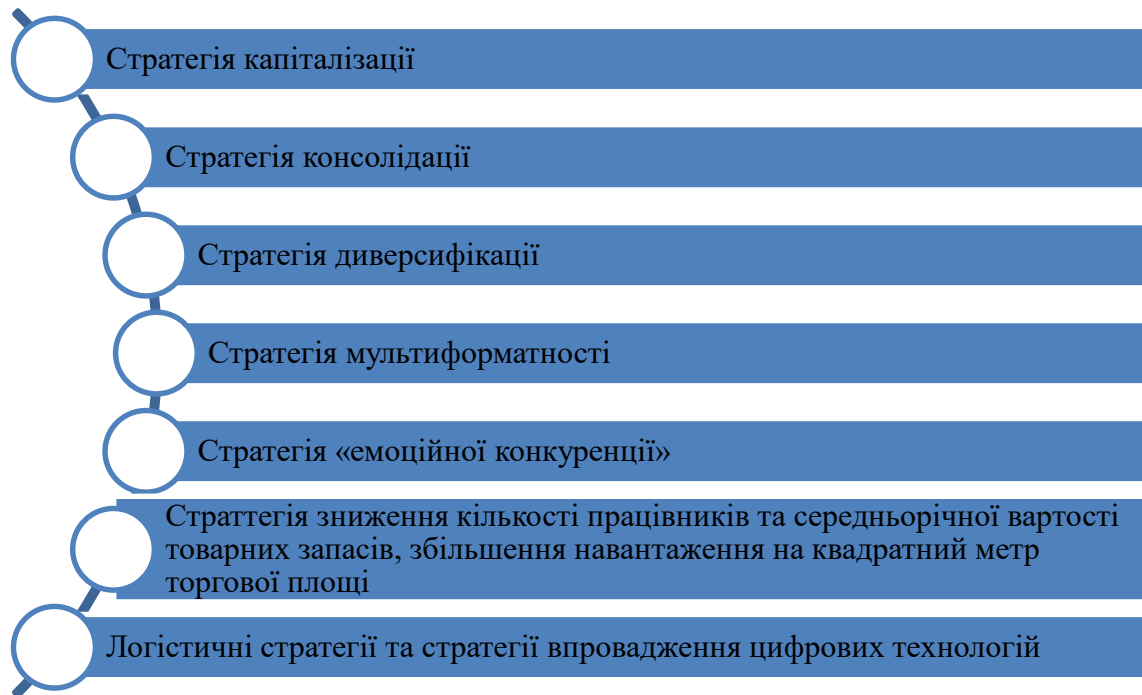 Стратегія капіталізації
Стратегія консолідації
Стратегія диверсифікації
Стратегія мультиформатності
Стратегія «емоційної конкуренції»
Страттегія зниження кількості працівників та середньорічної вартості
товарних запасів, збільшення навантаження на квадратний метр
торгової площі
Логістичні стратегії та стратегії впровадження цифрових технологій